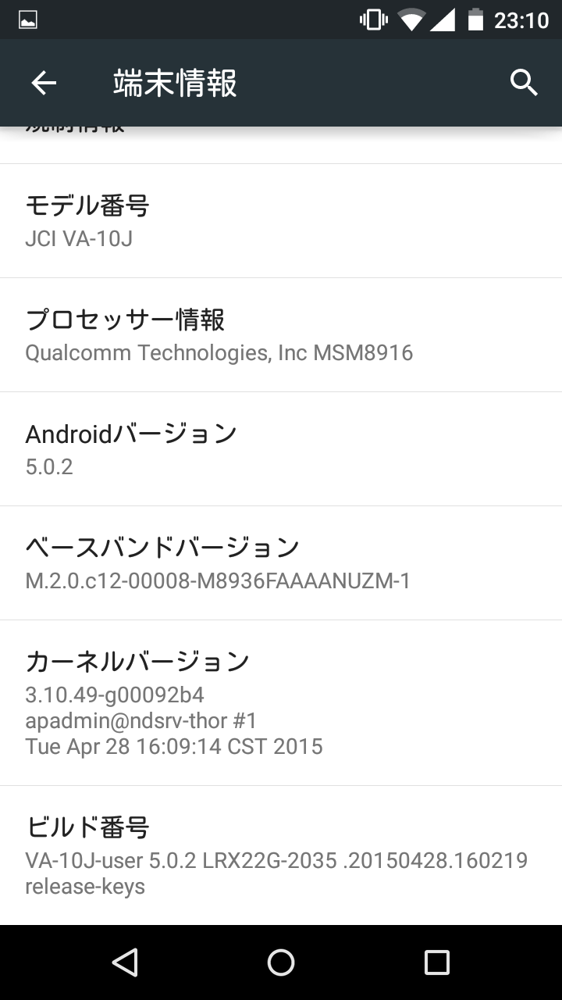 23:10
端末情報
モデル番号
JCI VA-10J
プロセッサー情報
Qualcomm Technologies, Inc MSM8916
Androidバージョン
5.0.2
ベースバンドバージョン
M.2.0.c12-00008-M8936FAAAANUZM-1
カーネルバージョン
3.10.49-g00092b4
apadmin@ndsrv-thor #1
Tue Apr 28 16:09:14 CST 2015
ビルド番号
VA-10J-user 5.0.2 LRX22G-2035 .20150428.160219
release-keys